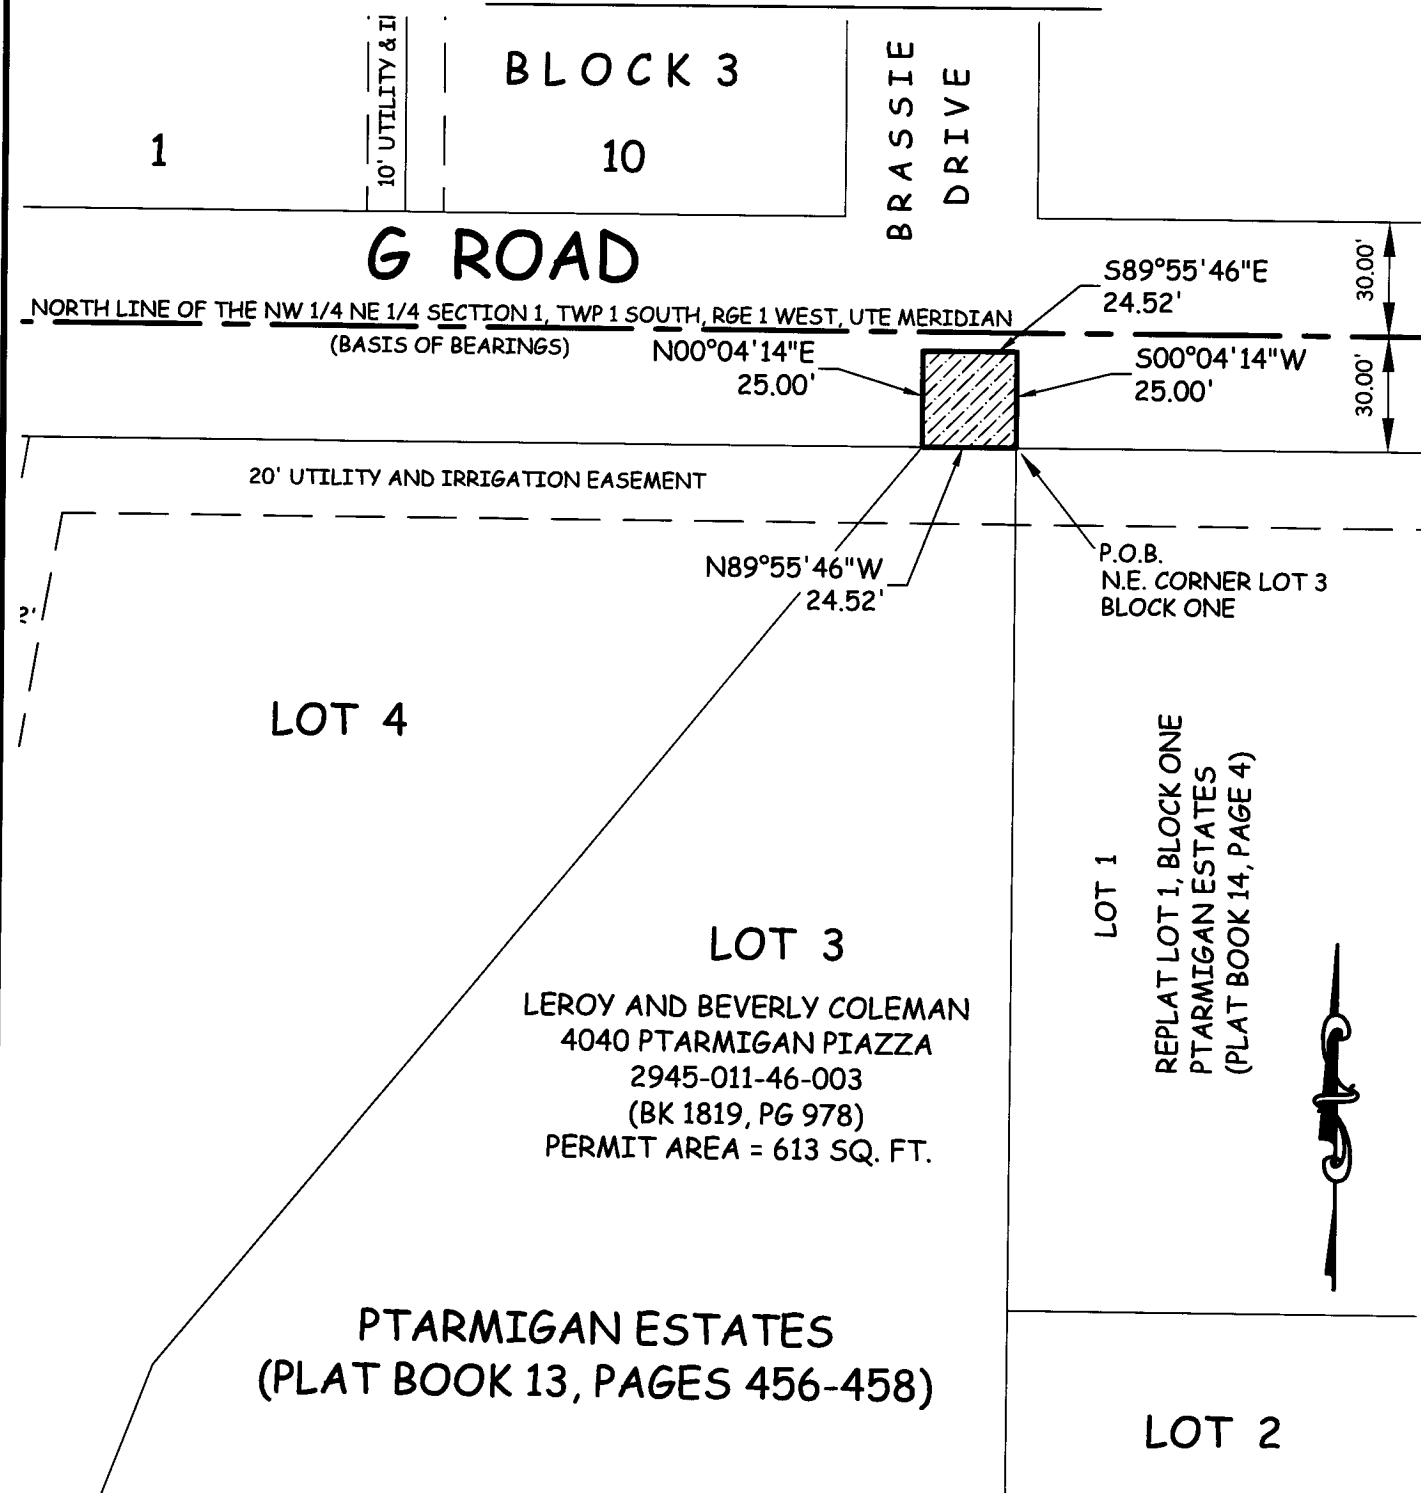 BLOCK 3
10' UTILITY &
1
10
BRASSIE
DRIVE
G ROAD
NORTH LINE OF THE NW 1/4 NE 1/4 SECTION 1, TWP 1 SOUTH, RGE 1 WEST, UTE MERIDIAN
(BASIS OF BEARINGS)
S89°55'46"E
24.52'
30.00'
N00°04'14"E
25.00'
S00°04'14"W
25.00'
30.00'
20' UTILITY AND IRRIGATION EASEMENT
N89°55'46"W
24.52'
P.O.B.
N.E. CORNER LOT 3
BLOCK ONE
2'
LOT 4
LOT 1
REPLAT LOT 1, BLOCK ONE
PTARMIGAN ESTATES
(PLAT BOOK 14, PAGE 4)
LOT 3
LEROY AND BEVERLY COLEMAN
4040 PTARMIGAN PIAZZA
2945-011-46-003
(BK 1819, PG 978)
PERMIT AREA = 613 SQ. FT.
PTARMIGAN ESTATES
(PLAT BOOK 13, PAGES 456-458)
LOT 2